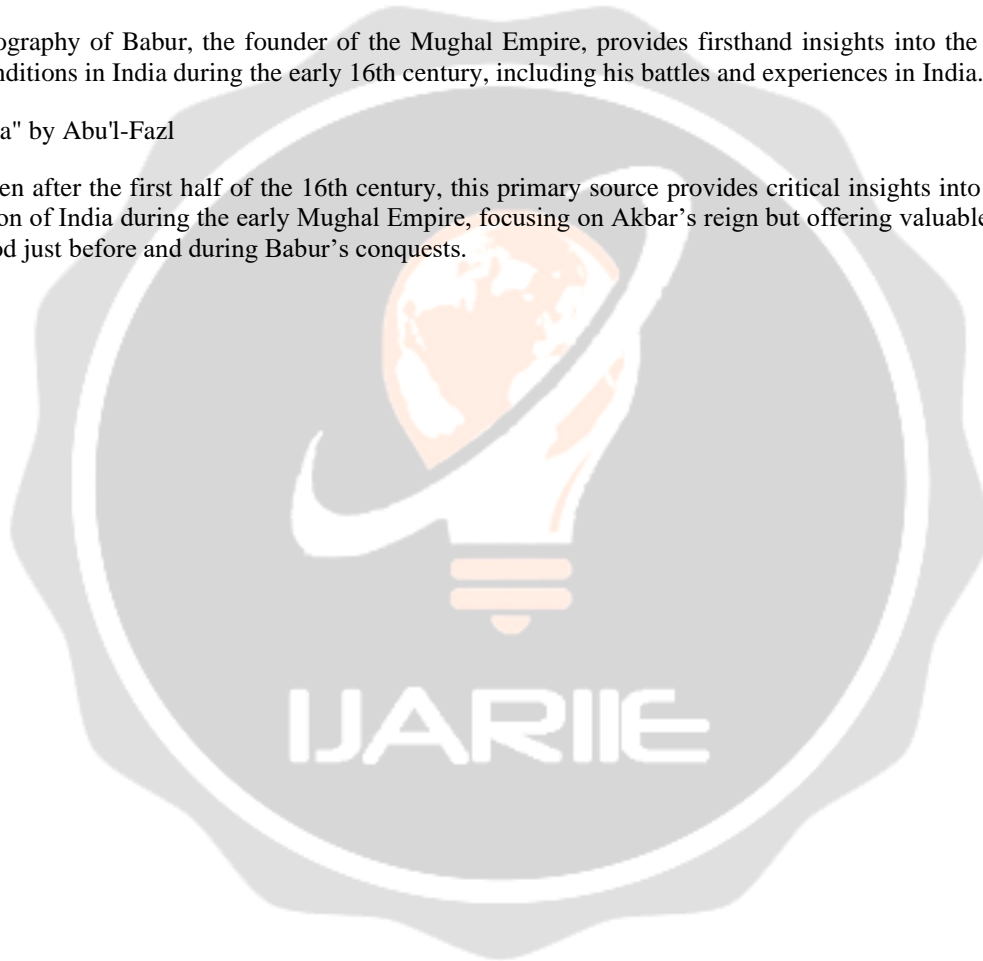 ography of Babur, the founder of the Mughal Empire, provides firsthand insights into the
nditions in India during the early 16th century, including his battles and experiences in India.
a" by Abu'l-Fazl
en after the first half of the 16th century, this primary source provides critical insights into
on of India during the early Mughal Empire, focusing on Akbar’s reign but offering valuable
od just before and during Babur’s conquests.
IJARIIE